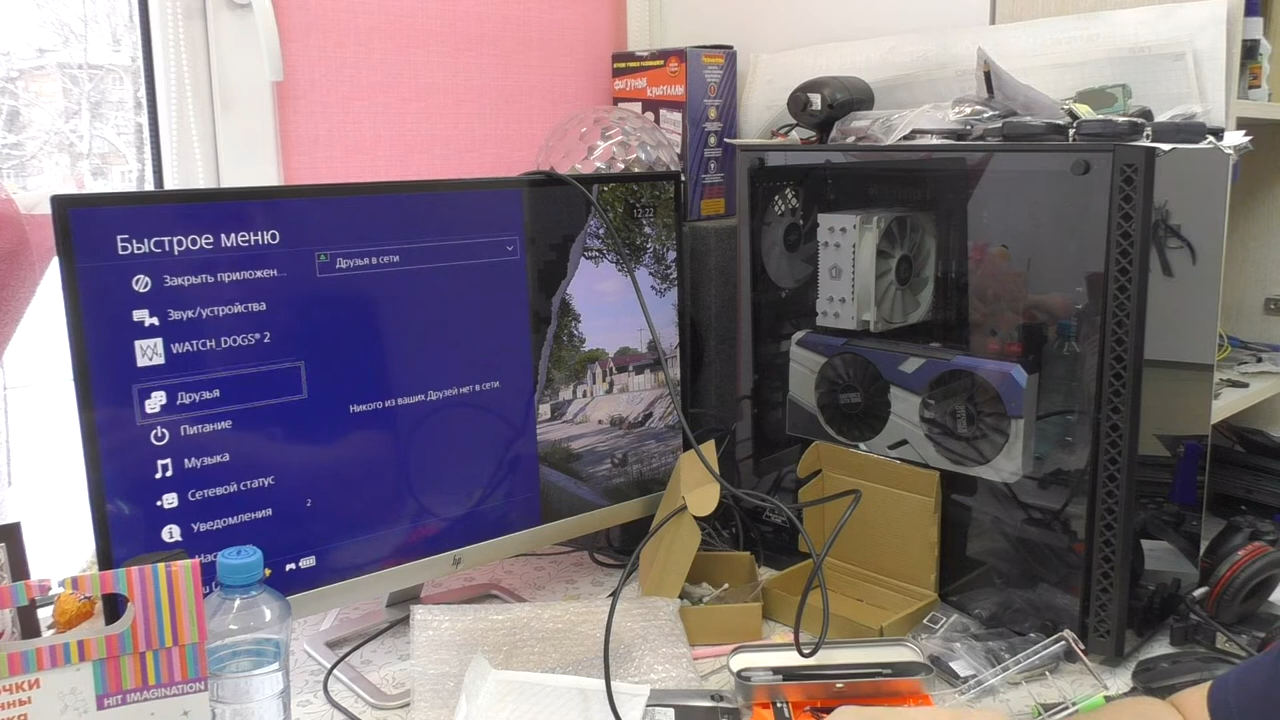 Быстрое меню
Закрыть приложен...
Звук/устройства
WATCH_DOGS® 2
Друзья
Питание
Музыка
Сетевой статус
Уведомления
2
Нас
Друзья в сети
Никого из ваших Друзей нет в сети.
12:22
hp
ФИГУРНЫЕ
КРИСТАЛЛЫ
HIT IMAGINATION